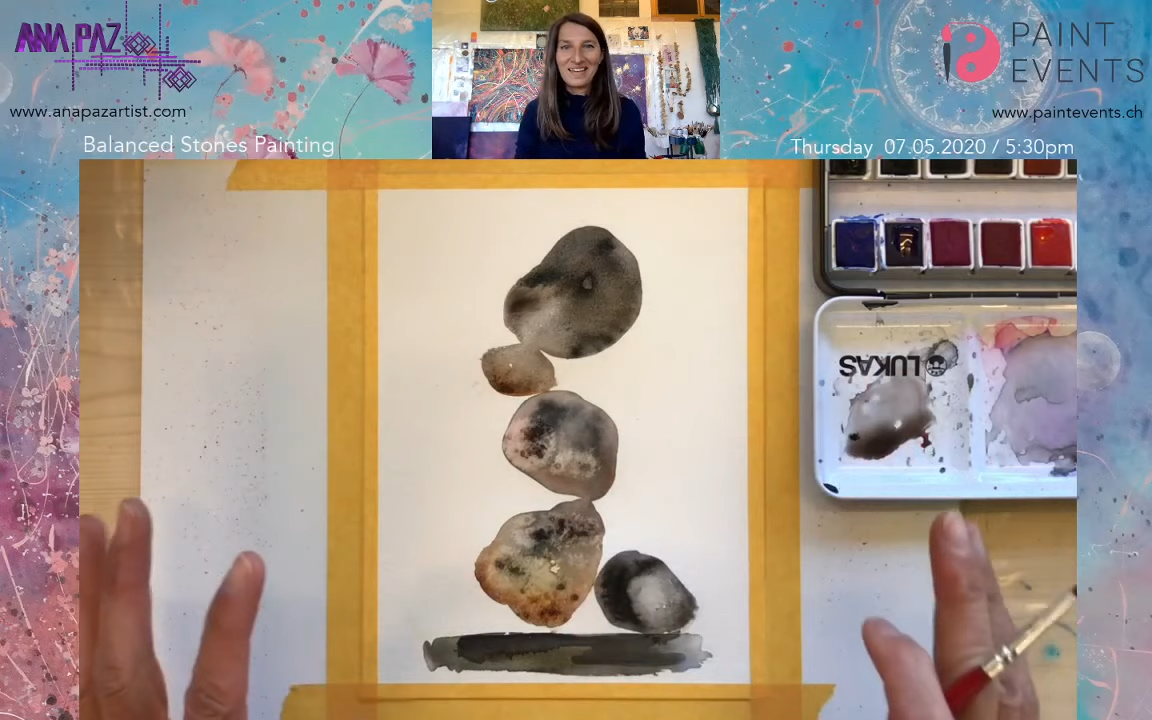 ANA PAZ
PAINT
EVENTS
www.anapazartist.com
www.paintevents.ch
Balanced Stones Painting
Thursday 07.05.2020 / 5:30pm
LUKAS